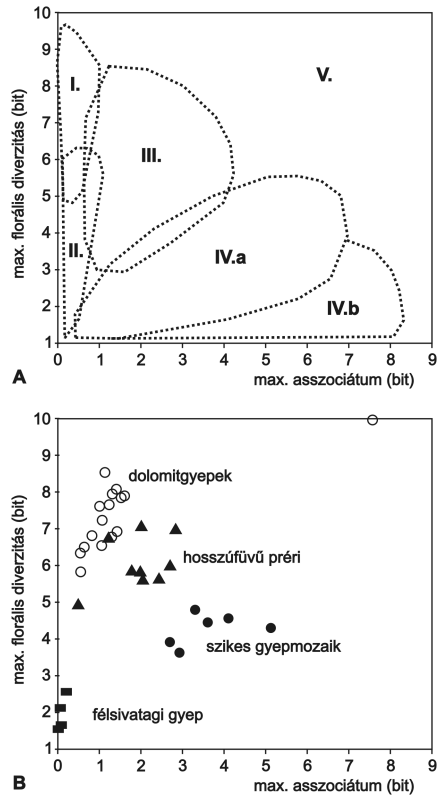 10
9
8
7
6
5
4
3
2
1
max. florális diverzitás (bit)
I.
II.
III.
IV.a
IV.b
V.
0 1 2 3 4 5 6 7 8 9
max. asszociátum (bit)
A
10
9
8
7
6
5
4
3
2
1
max. florális diverzitás (bit)
dolomitgyepek
hosszúfüvű préri
szikes gyepmozaik
félsivatagi gyep
0 1 2 3 4 5 6 7 8 9
max. asszociátum (bit)
B